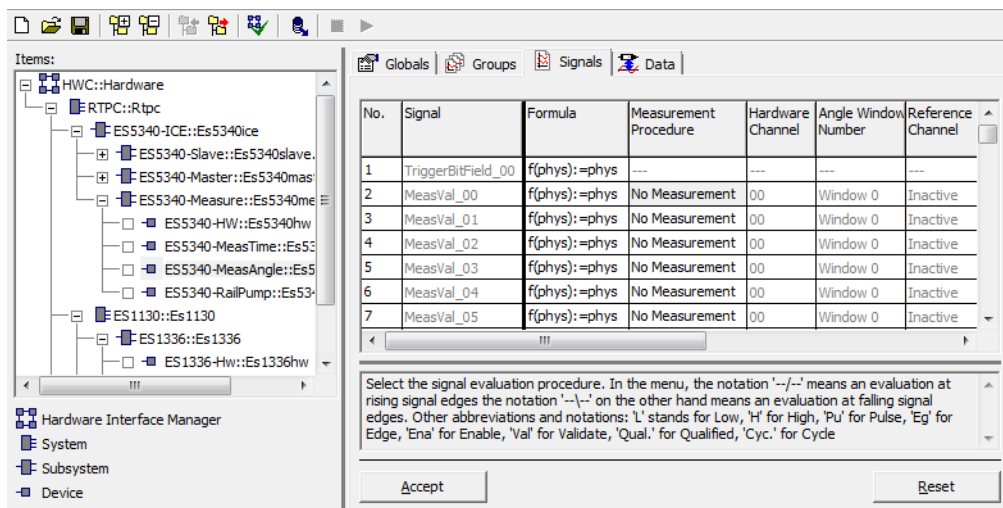 Items:
HWC::Hardware
RTPC::Rtpc
ES5340-ICE::Es5340ice
ES5340-Slave::Es5340slave.
ES5340-Master::Es5340mas
ES5340-Measure::Es5340me
ES5340-HW::Es5340hw
ES5340-MeasTime::Es53
ES5340-MeasAngle::Es5
ES5340-RailPump::Es534
ES1130::Es1130
ES1336::Es1336
ES1336-Hw::Es1336hw
Hardware Interface Manager
System
Subsystem
Device
Globals Groups Signals Data
No. Signal Formula Measurement Procedure Hardware Channel Angle Window Number Reference Channel
1 TriggerBitField_00 f(phys):=phys --- --- --- ---
2 MeasVal_00 f(phys):=phys No Measurement 00 Window 0 Inactive
3 MeasVal_01 f(phys):=phys No Measurement 00 Window 0 Inactive
4 MeasVal_02 f(phys):=phys No Measurement 00 Window 0 Inactive
5 MeasVal_03 f(phys):=phys No Measurement 00 Window 0 Inactive
6 MeasVal_04 f(phys):=phys No Measurement 00 Window 0 Inactive
7 MeasVal_05 f(phys):=phys No Measurement 00 Window 0 Inactive
Select the signal evaluation procedure. In the menu, the notation '--/--' means an evaluation at
rising signal edges the notation '--\--' on the other hand means an evaluation at falling signal
edges. Other abbreviations and notations: 'L' stands for Low, 'H' for High, 'Pu' for Pulse, 'Eg' for
Edge, 'Ena' for Enable, 'Val' for Validate, 'Qual.' for Qualified, 'Cyc.' for Cycle
Accept Reset